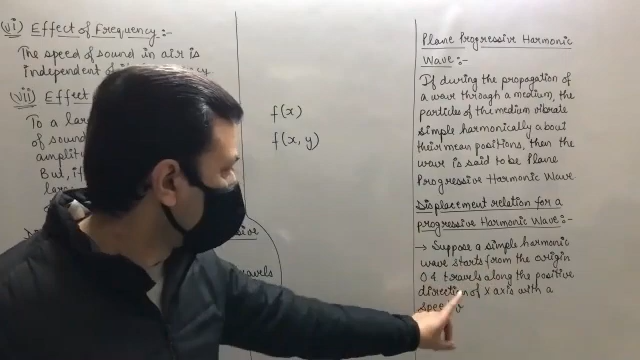 (vi) Effect of Frequency:-
The speed of sound in air is
independent of
(vii) Effect
To a lar
of soun
amplit
But, if
larg
f(x)
f(x, y)
Plane Progressive Harmonic
Wave:-
If during the propagation of
a wave through a medium, the
particles of the medium vibrate
simple harmonically about
their mean positions, then the
wave is said to be Plane
Progressive Harmonic Wave.
Displacement relation for a
progressive Harmonic Wave:-
→ Suppose a simple harmonic
wave starts from the origin
O & travels along the positive
direction of X axis with a